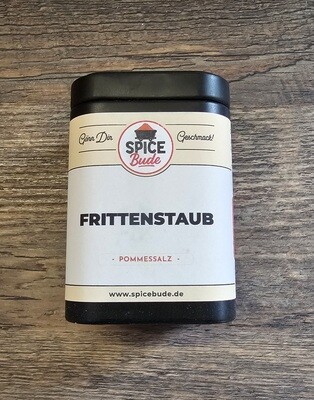 Gönn Dir Geschmack!
SPICE
Bude
FRITTENSTAUB
- POMMESSALZ -
www.spicebude.de